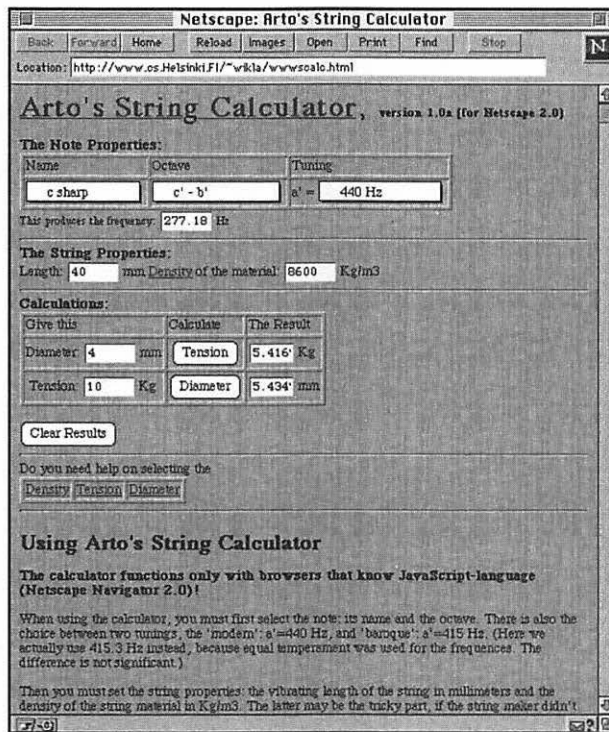 Netscape: Arto's String Calculator
Back Forward Home Reload Images Open Print Find Stop
N
Location: http://www.cs.Helsinki.FI/~wikla/wwwscalc.html
Arto's String Calculator, version 1.0a (for Netscape 2.0)
The Note Properties:
Name Octave Tuning
c sharp c' - b' a' = 440 Hz
This produces the frequency: 277.18 Hz
The String Properties:
Length: 40 mm Density of the material: 8600 Kg/m3
Calculations:
Give this Calculate The Result
Diameter: 4 mm Tension 5.416 Kg
Tension: 10 Kg Diameter 5.434 mm
Clear Results
Do you need help on selecting the
Density Tension Diameter
Using Arto's String Calculator
The calculator functions only with browsers that know JavaScript-language
(Netscape Navigator 2.0)!
When using the calculator, you must first select the note: its name and the octave. There is also the
choice between two tunings, the 'modern': a'=440 Hz, and 'baroque': a'=415 Hz. (Here we
actually use 415.3 Hz instead, because equal temperament was used for the frequences. The
difference is not significant.)
Then you must set the string properties: the vibrating length of the string in millimeters and the
density of the string material in Kg/m3. The latter may be the tricky part, if the string maker didn't